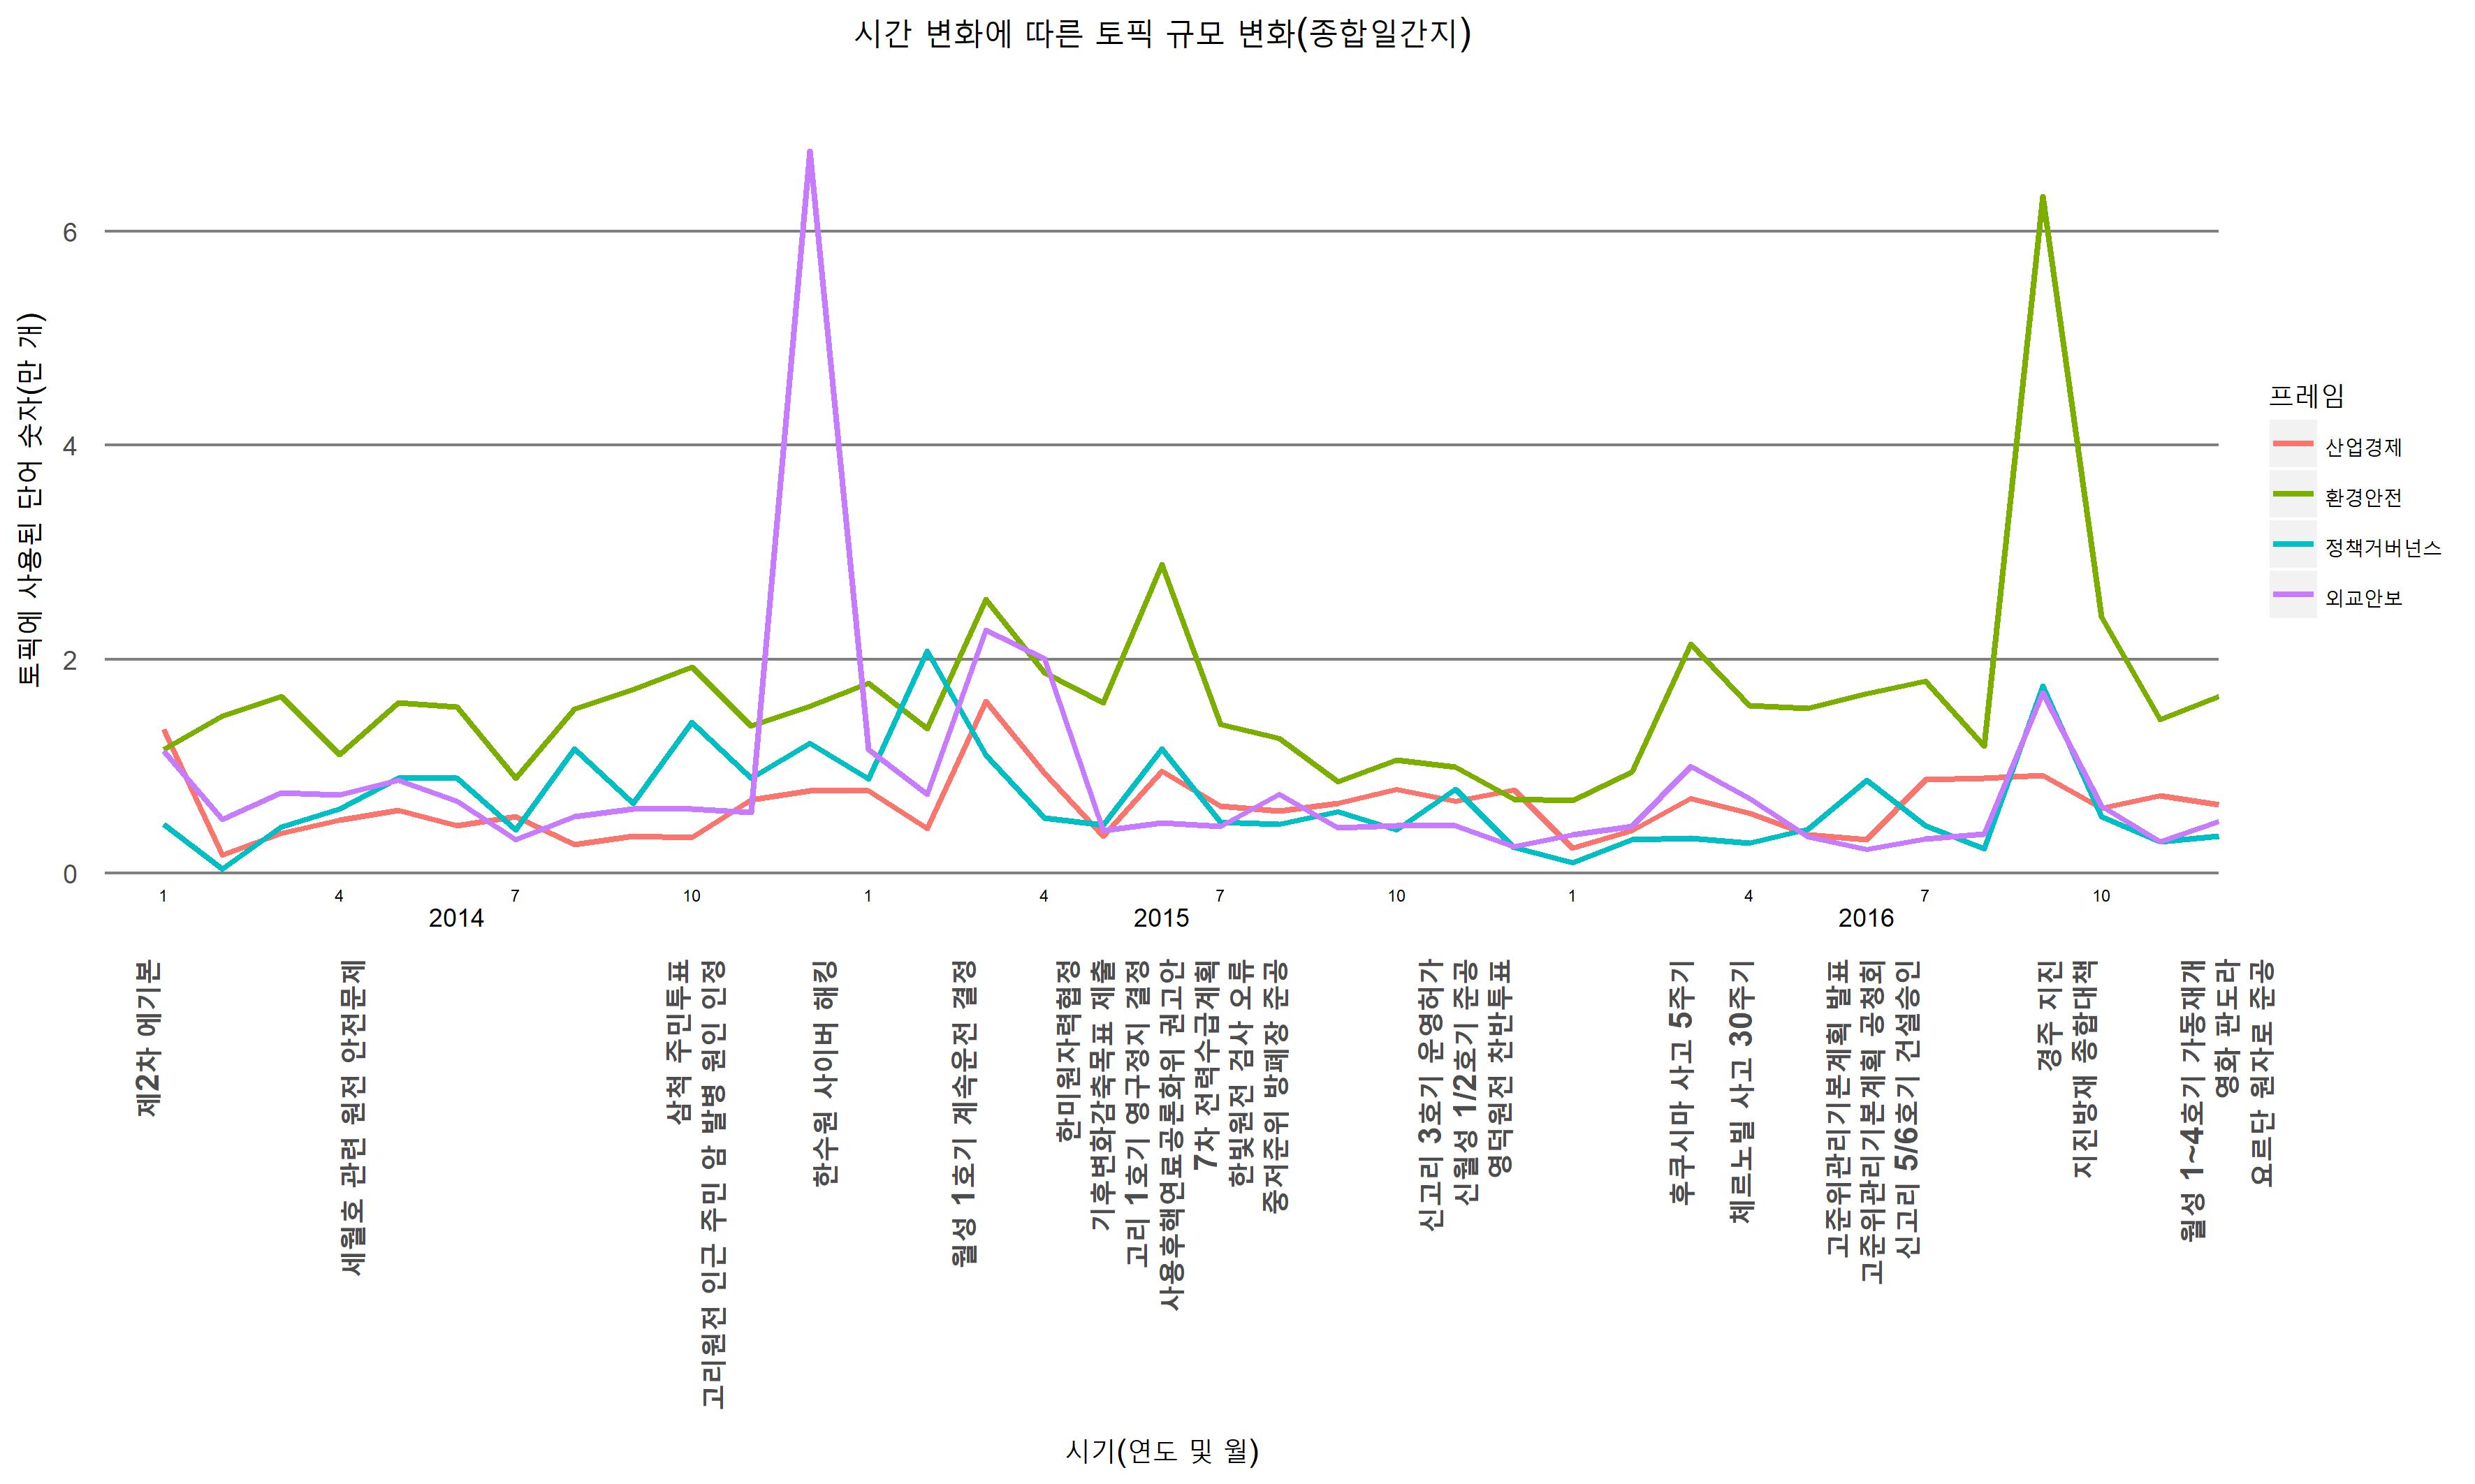 시간 변화에 따른 토픽 규모 변화(종합일간지)
토픽에 사용된 단어 숫자(만 개)
6
4
2
0
1
4
7
10
1
4
7
10
1
4
7
10
2014
2015
2016
제2차 에기본
세월호 관련 원전 안전문제
삼척 주민투표
고리원전 인근 주민 암 발병 원인 인정
한수원 사이버 해킹
월성 1호기 계속운전 결정
한미원자력협정
기후변화감축목표 제출
고리 1호기 영구정지 결정
사용후핵연료공론화위 권고안
7차 전력수급계획
한빛원전 검사 오류
중저준위 방폐장 준공
신고리 3호기 운영허가
신월성 1/2호기 준공
영덕원전 찬반투표
후쿠시마 사고 5주기
체르노빌 사고 30주기
고준위관리기본계획 발표
고준위관리기본계획 공청회
신고리 5/6호기 건설승인
경주 지진
지진방재 종합대책
월성 1~4호기 가동재개
영화 판도라
요르단 원자로 준공
시기(연도 및 월)
프레임
산업경제
환경안전
정책거버넌스
외교안보